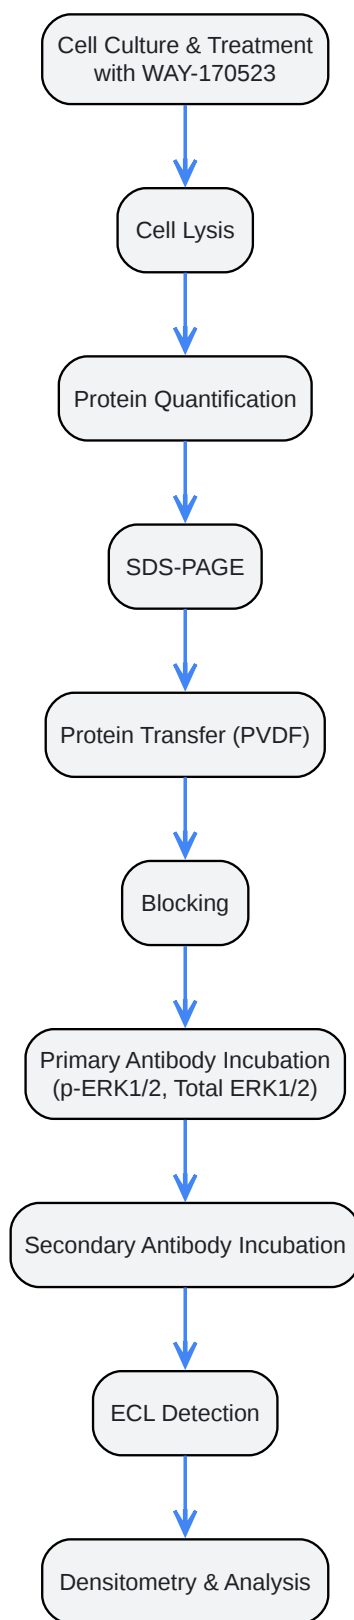 Cell Culture & Treatment
with WAY-170523
Cell Lysis
Protein Quantification
SDS-PAGE
Protein Transfer (PVDF)
Blocking
Primary Antibody Incubation
(p-ERK1/2, Total ERK1/2)
Secondary Antibody Incubation
ECL Detection
Densitometry & Analysis